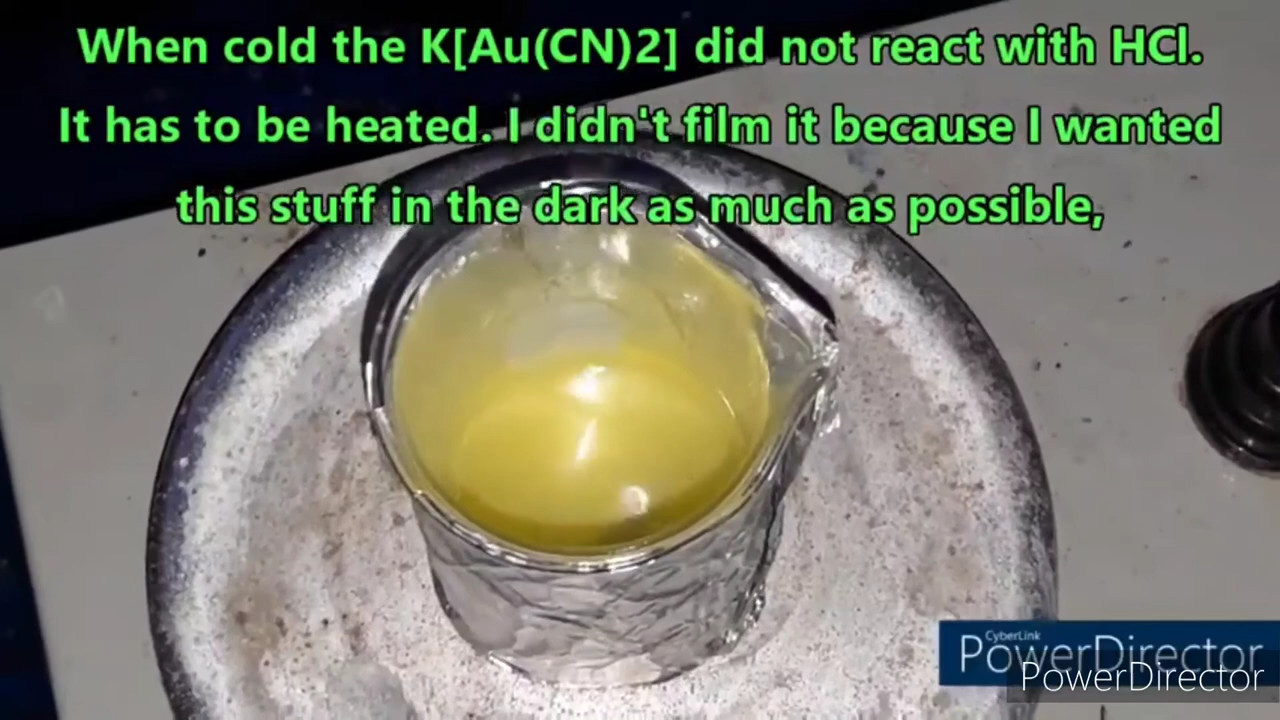 When cold the K[Au(CN)2] did not react with HCl.
It has to be heated. I didn't film it because I wanted
this stuff in the dark as much as possible,
CyberLink
PowerDirector
PowerDirector